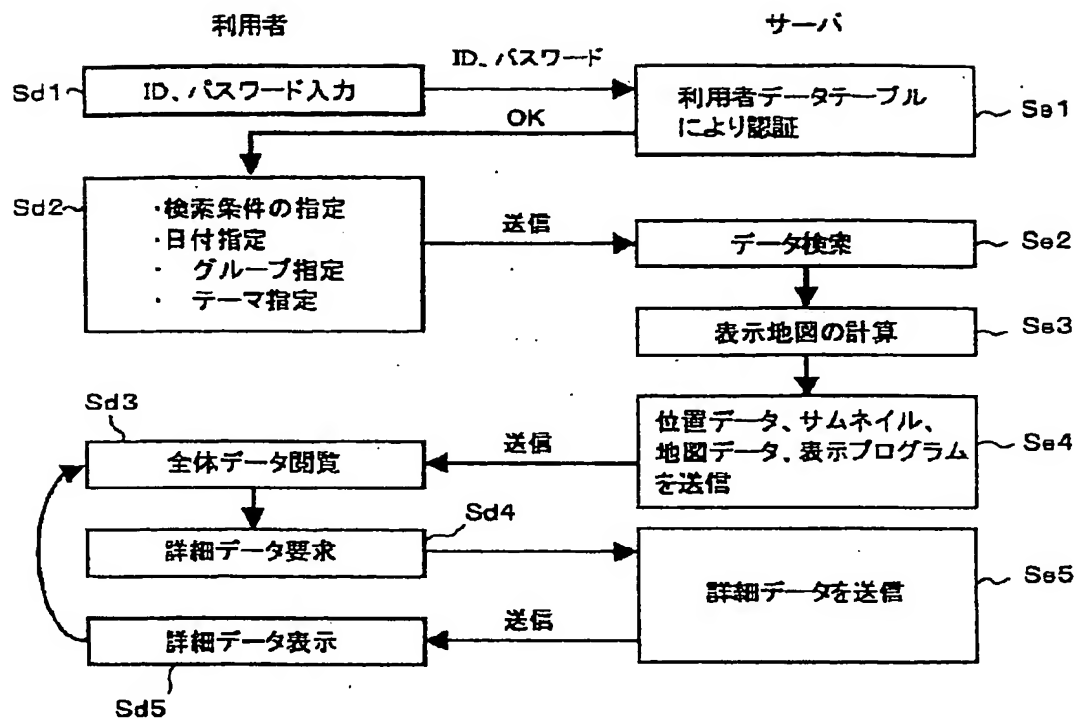 利用者
サーバ
Sd1
ID、パスワード入力
ID、パスワード
利用者データテーブル
により認証
Se1
OK
Sd2
・検索条件の指定
・日付指定
・ グループ指定
・ テーマ指定
送信
データ検索
Se2
表示地図の計算
Se3
Sd3
全体データ閲覧
送信
位置データ、サムネイル、
地図データ、表示プログラム
を送信
Se4
Sd4
詳細データ要求
詳細データを送信
Se5
送信
詳細データ表示
Sd5